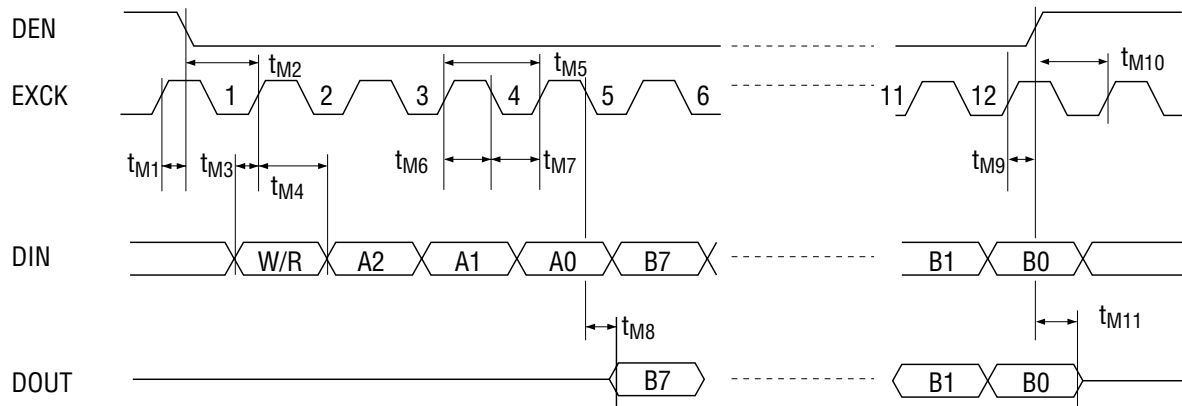 DEN
tM2 tM5 tM10
EXCK 1 2 3 4 5 6 11 12
tM1 tM3 tM4 tM6 tM7 tM9
DIN W/R A2 A1 A0 B7 B1 B0
tM8 tM11
DOUT B7 B1 B0